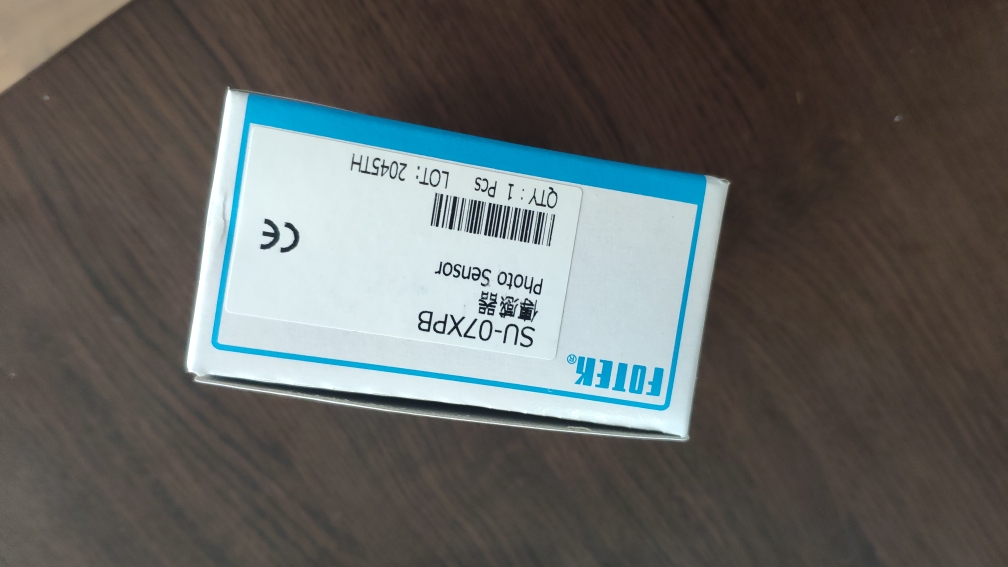 FOTEK®
SU-07XPB
傳感器
Photo Sensor
CE
QTY : 1 Pcs LOT: 2045TH